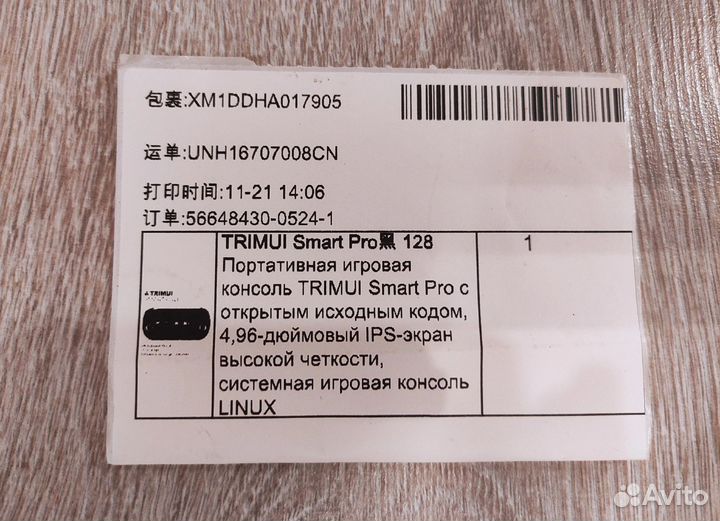 包裹:XM1DDHA017905
运单:UNH16707008CN
打印时间:11-21 14:06
订单:56648430-0524-1
TRIMUI Smart Pro黑 128
1
Портативная игровая
консоль TRIMUI Smart Pro с
открытым исходным кодом,
4,96-дюймовый IPS-экран
высокой четкости,
системная игровая консоль
LINUX
TRIMUI
Avito